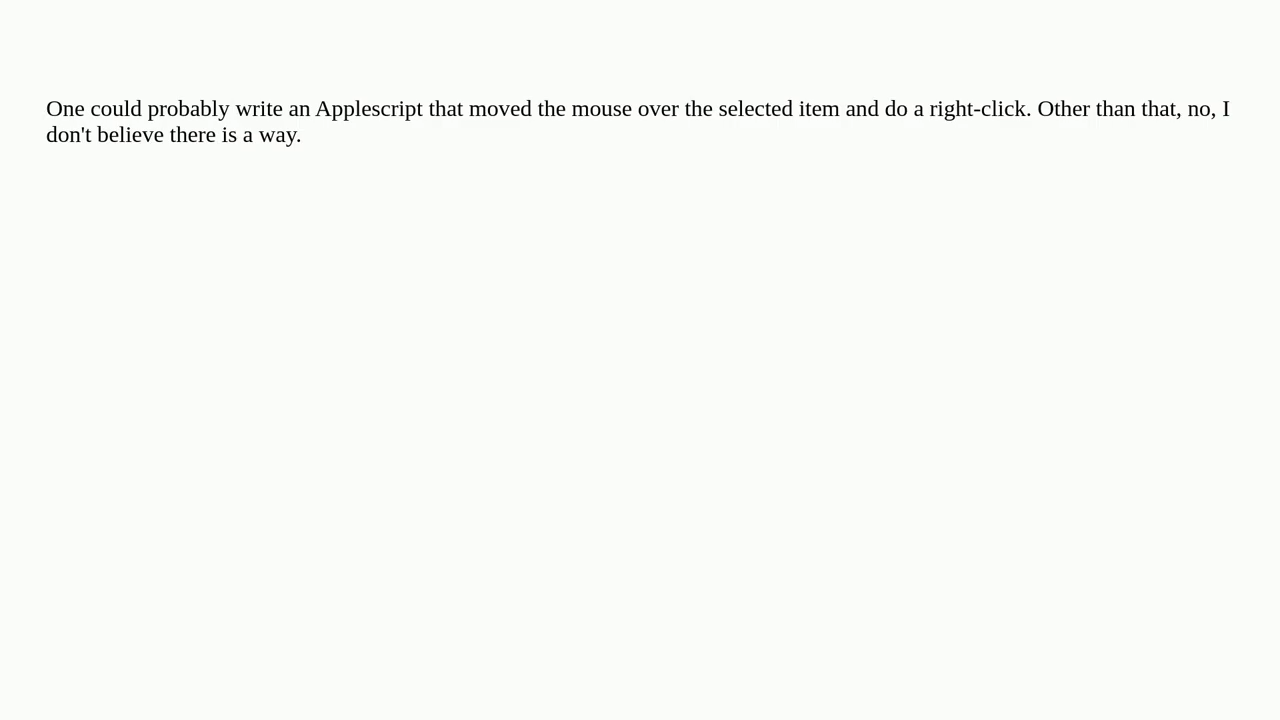 One could probably write an Applescript that moved the mouse over the selected item and do a right-click. Other than that, no, I
don't believe there is a way.